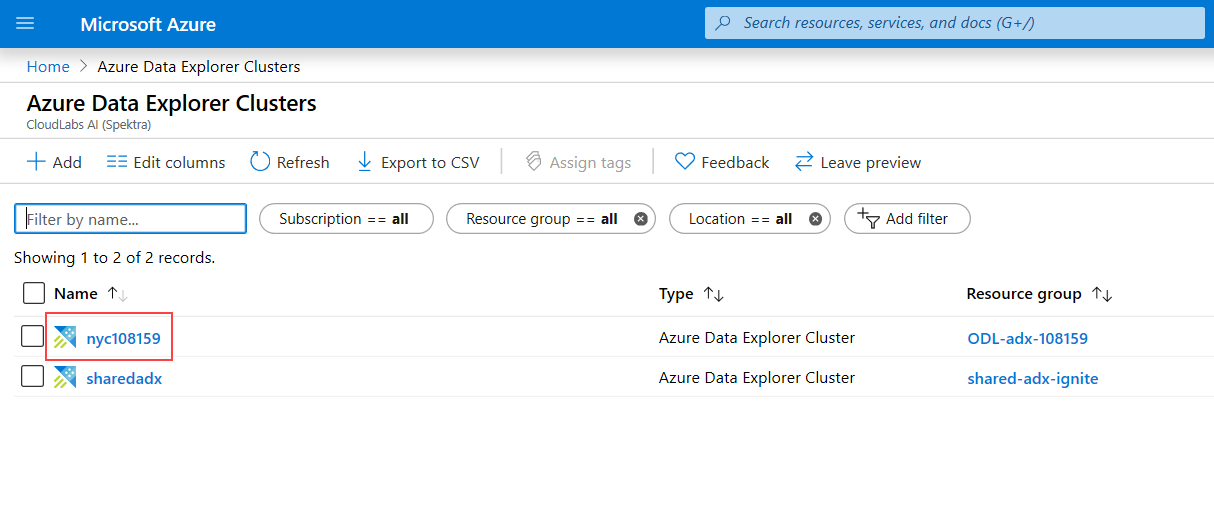 Microsoft Azure
Search resources, services, and docs (G+/)
Home > Azure Data Explorer Clusters
Azure Data Explorer Clusters
CloudLabs AI (Spektra)
Add Edit columns Refresh Export to CSV Assign tags Feedback Leave preview
Filter by name... Subscription == all Resource group == all Location == all Add filter
Showing 1 to 2 of 2 records.
Name Type Resource group
nyc108159 Azure Data Explorer Cluster ODL-adx-108159
sharedadx Azure Data Explorer Cluster shared-adx-ignite